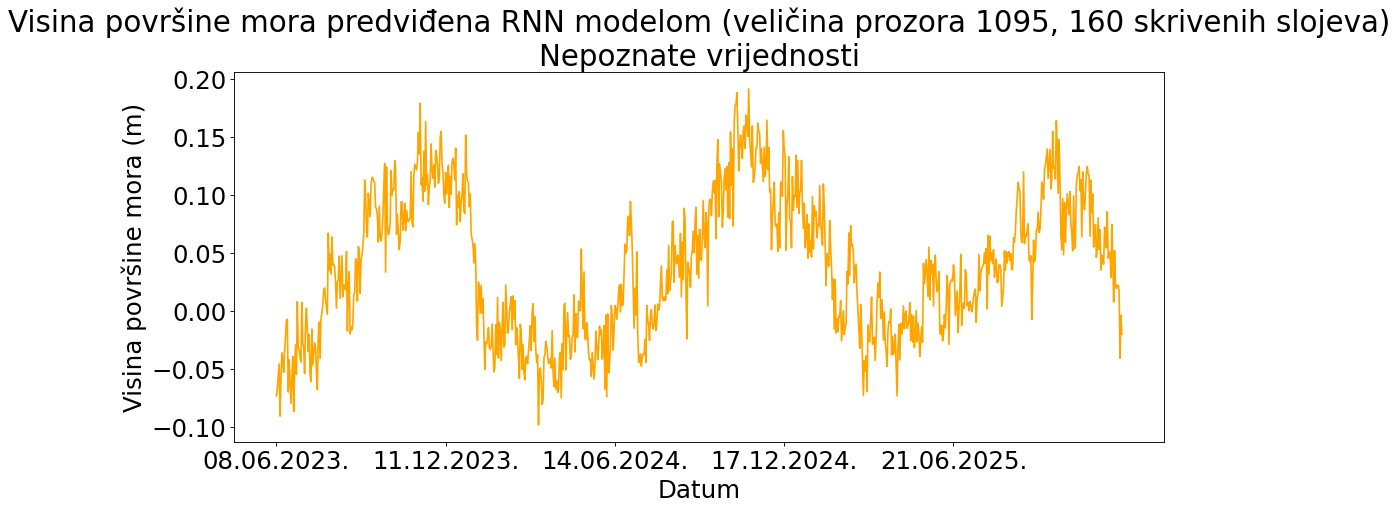 Visina površine mora predviđena RNN modelom (veličina prozora 1095, 160 skrivenih slojeva)
Nepoznate vrijednosti
Visina površine mora (m)
0.20
0.15
0.10
0.05
0.00
−0.05
−0.10
08.06.2023. 11.12.2023. 14.06.2024. 17.12.2024. 21.06.2025.
Datum